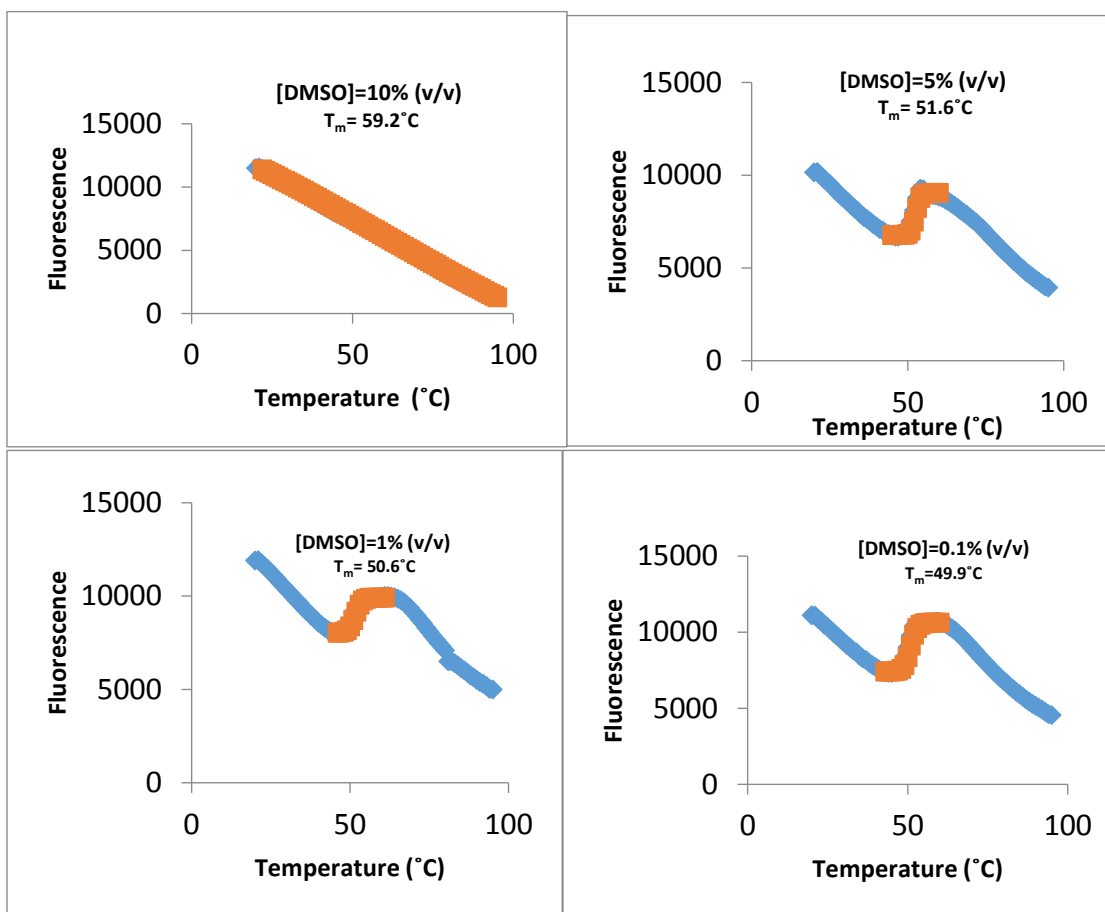 [DMSO]=10% (v/v)
Tm= 59.2˚C
15000
10000
5000
0
Fluorescence
0 50 100
Temperature (˚C)
[DMSO]=5% (v/v)
Tm= 51.6˚C
15000
10000
5000
0
Fluorescence
0 50 100
Temperature (˚C)
[DMSO]=1% (v/v)
Tm= 50.6˚C
15000
10000
5000
0
Fluorescence
0 50 100
Temperature (˚C)
[DMSO]=0.1% (v/v)
Tm=49.9˚C
15000
10000
5000
0
Fluorescence
0 50 100
Temperature (˚C)